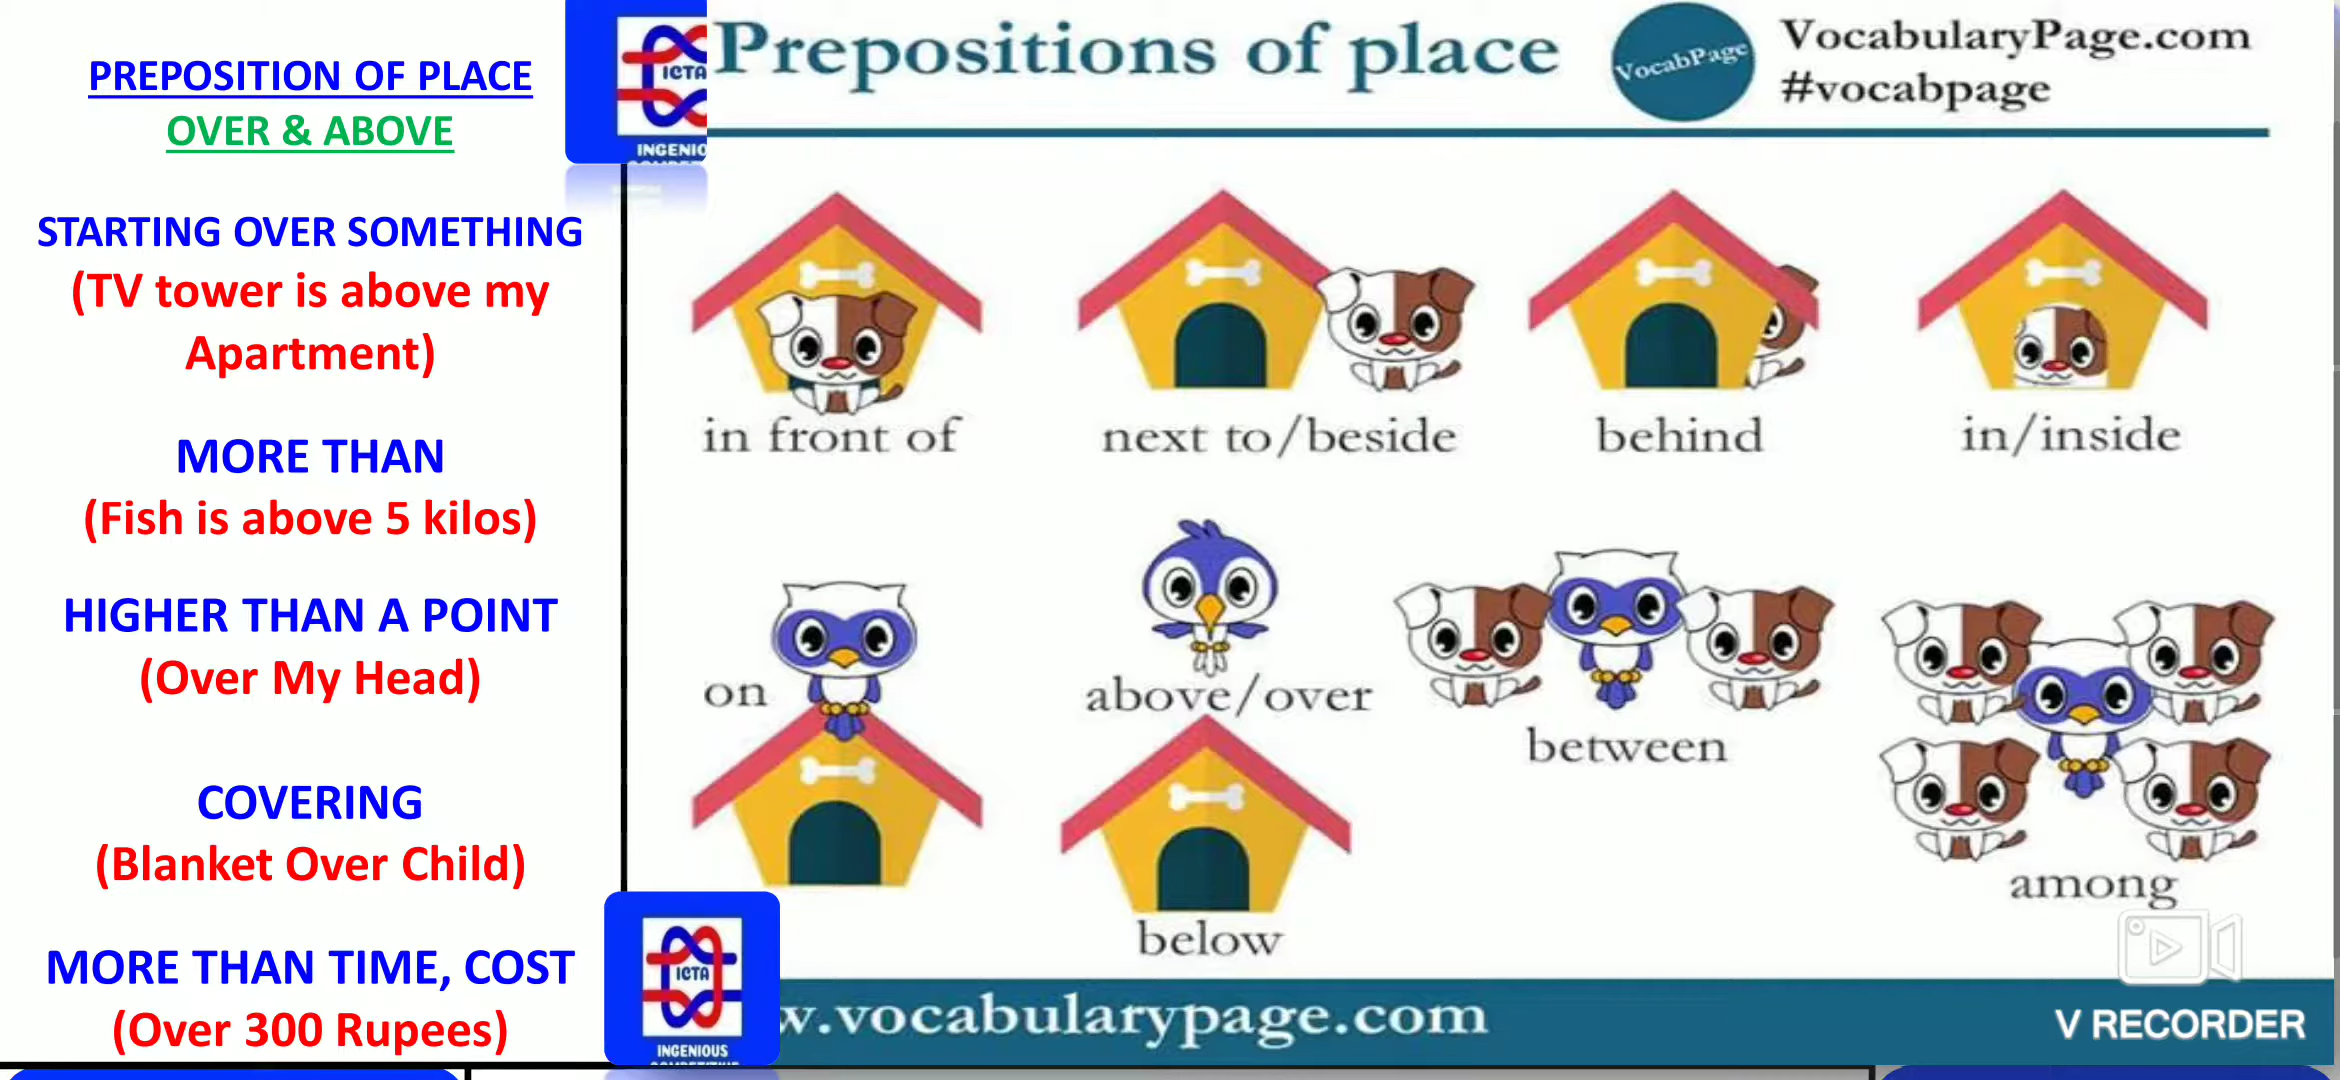 PREPOSITION OF PLACE
OVER & ABOVE
STARTING OVER SOMETHING
(TV tower is above my
Apartment)
MORE THAN
(Fish is above 5 kilos)
HIGHER THAN A POINT
(Over My Head)
COVERING
(Blanket Over Child)
MORE THAN TIME, COST
(Over 300 Rupees)
ICTA
INGENIO
Prepositions of place
VocabPage
VocabularyPage.com
#vocabpage
in front of
next to/beside
behind
in/inside
on
above/over
between
among
below
ICTA
INGENIOUS
w.vocabularypage.com
V RECORDER